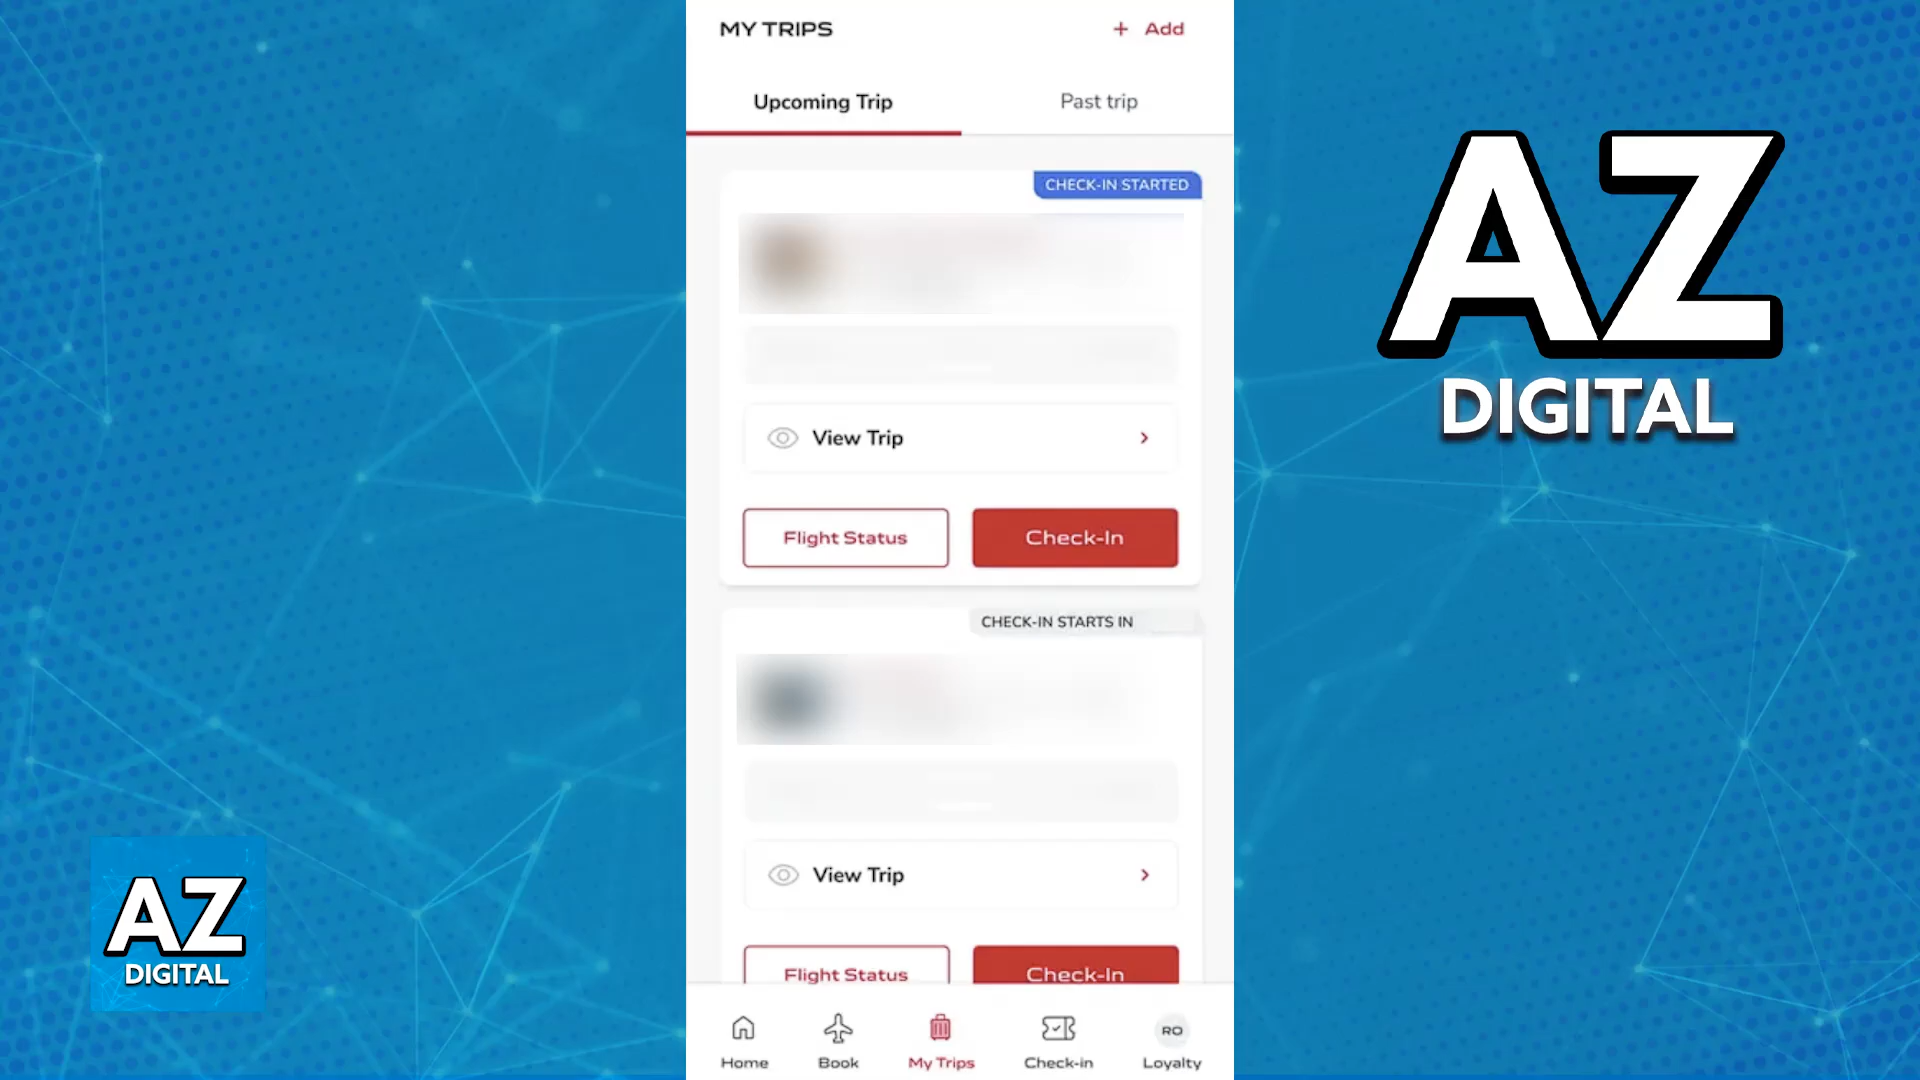 MY TRIPS
+ Add
Upcoming Trip
Past trip
CHECK-IN STARTED
View Trip
Flight Status
Check-In
CHECK-IN STARTS IN
View Trip
Flight Status
Check-In
Home
Book
My Trips
Check-in
RO
Loyalty
AZ
DIGITAL
AZ
DIGITAL